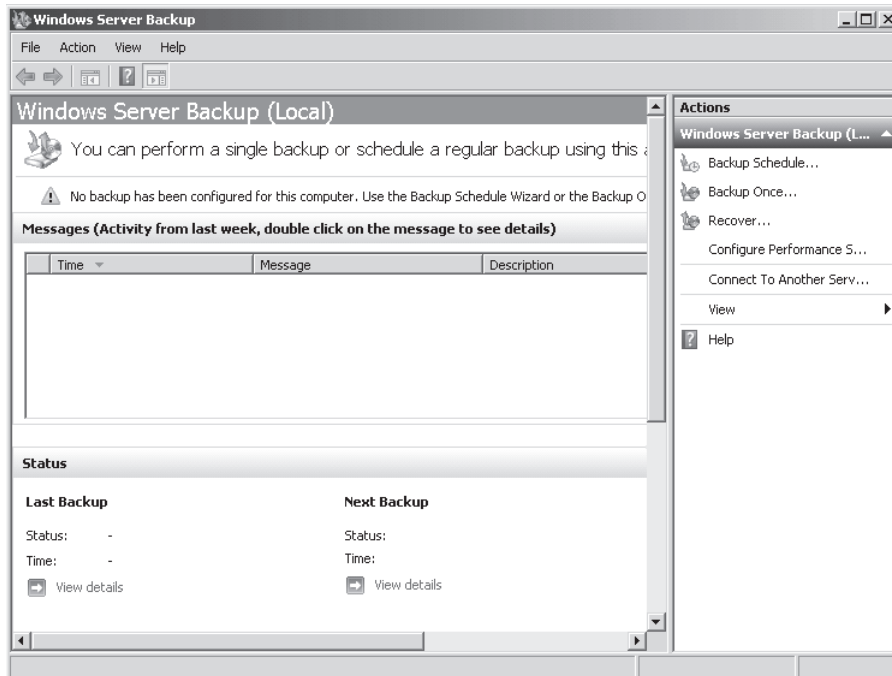 Windows Server Backup
File Action View Help
Windows Server Backup (Local)
You can perform a single backup or schedule a regular backup using this a
No backup has been configured for this computer. Use the Backup Schedule Wizard or the Backup O
Messages (Activity from last week, double click on the message to see details)
Time Message Description
Status
Last Backup Next Backup
Status: - Status:
Time: - Time:
View details View details
Actions
Windows Server Backup (L...
Backup Schedule...
Backup Once...
Recover...
Configure Performance S...
Connect To Another Serv...
View
? Help